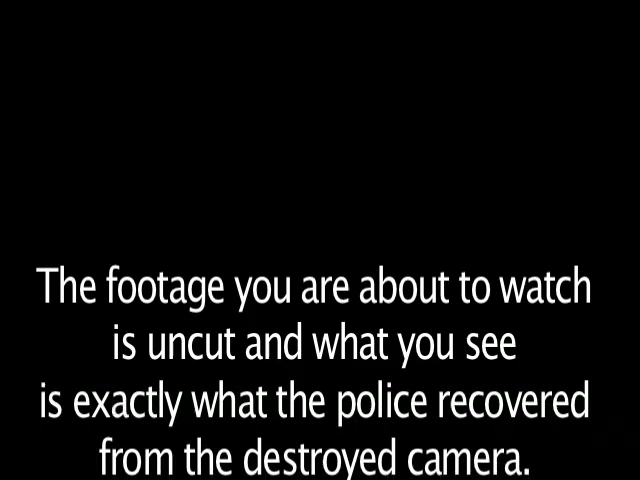 The footage you are about to watch
is uncut and what you see
is exactly what the police recovered
from the destroyed camera.